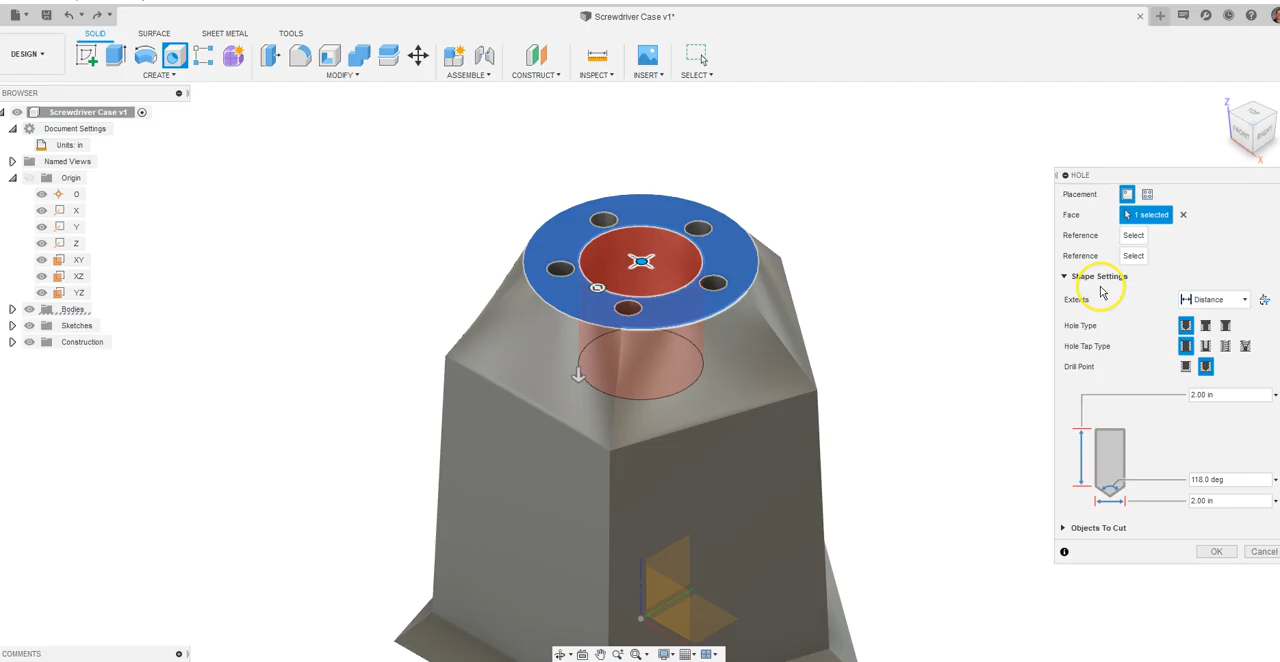 Screwdriver Case v1*
SOLID
SURFACE
SHEET METAL
TOOLS
DESIGN
CREATE
MODIFY
ASSEMBLE
CONSTRUCT
INSPECT
INSERT
SELECT
BROWSER
Screwdriver Case v1
Document Settings
Units: in
Named Views
Origin
O
X
Y
Z
XY
XZ
YZ
Bodies
Sketches
Construction
Z
TOP
FRONT
RIGHT
X
HOLE
Placement
Face
1 selected
Reference
Select
Reference
Select
Shape Settings
Extents
Distance
Hole Type
Hole Tap Type
Drill Point
2.00 in
118.0 deg
2.00 in
Objects To Cut
OK
Cancel
COMMENTS